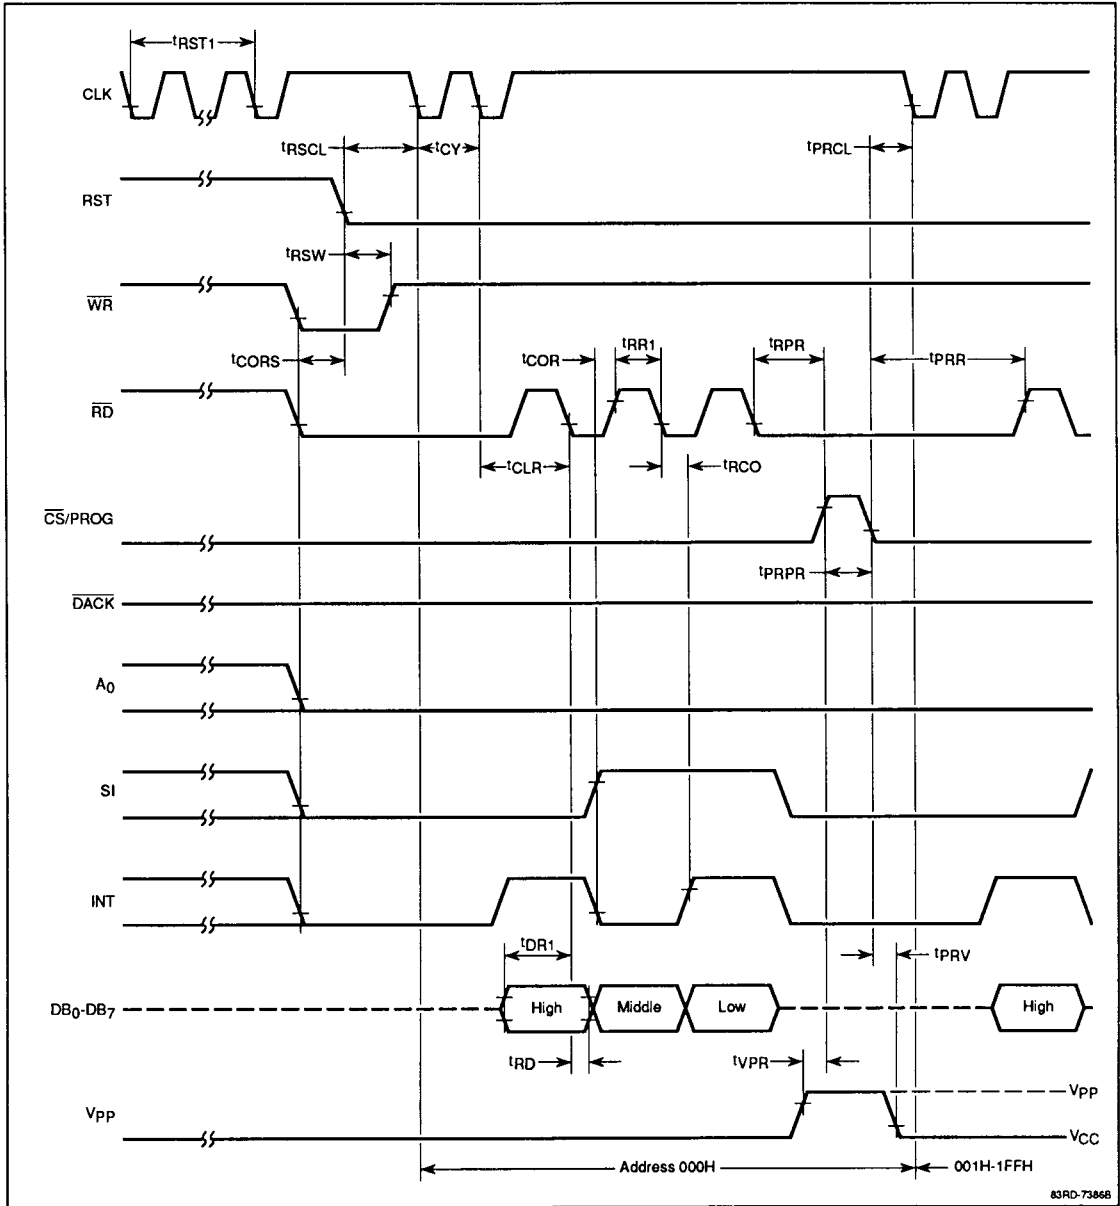 tRST1
CLK
tRSCL
tCY
tPRCL
RST
tRSW
WR
tCORS
tCOR
tRR1
tRPR
tPRR
RD
tCLR
tRCO
CS/PROG
tPRPR
DACK
A0
SI
INT
tDR1
tPRV
DB0-DB7
High
Middle
Low
High
tRD
tVPR
VPP
VPP
VCC
Address 000H
001H-1FFH
83RD-7386B